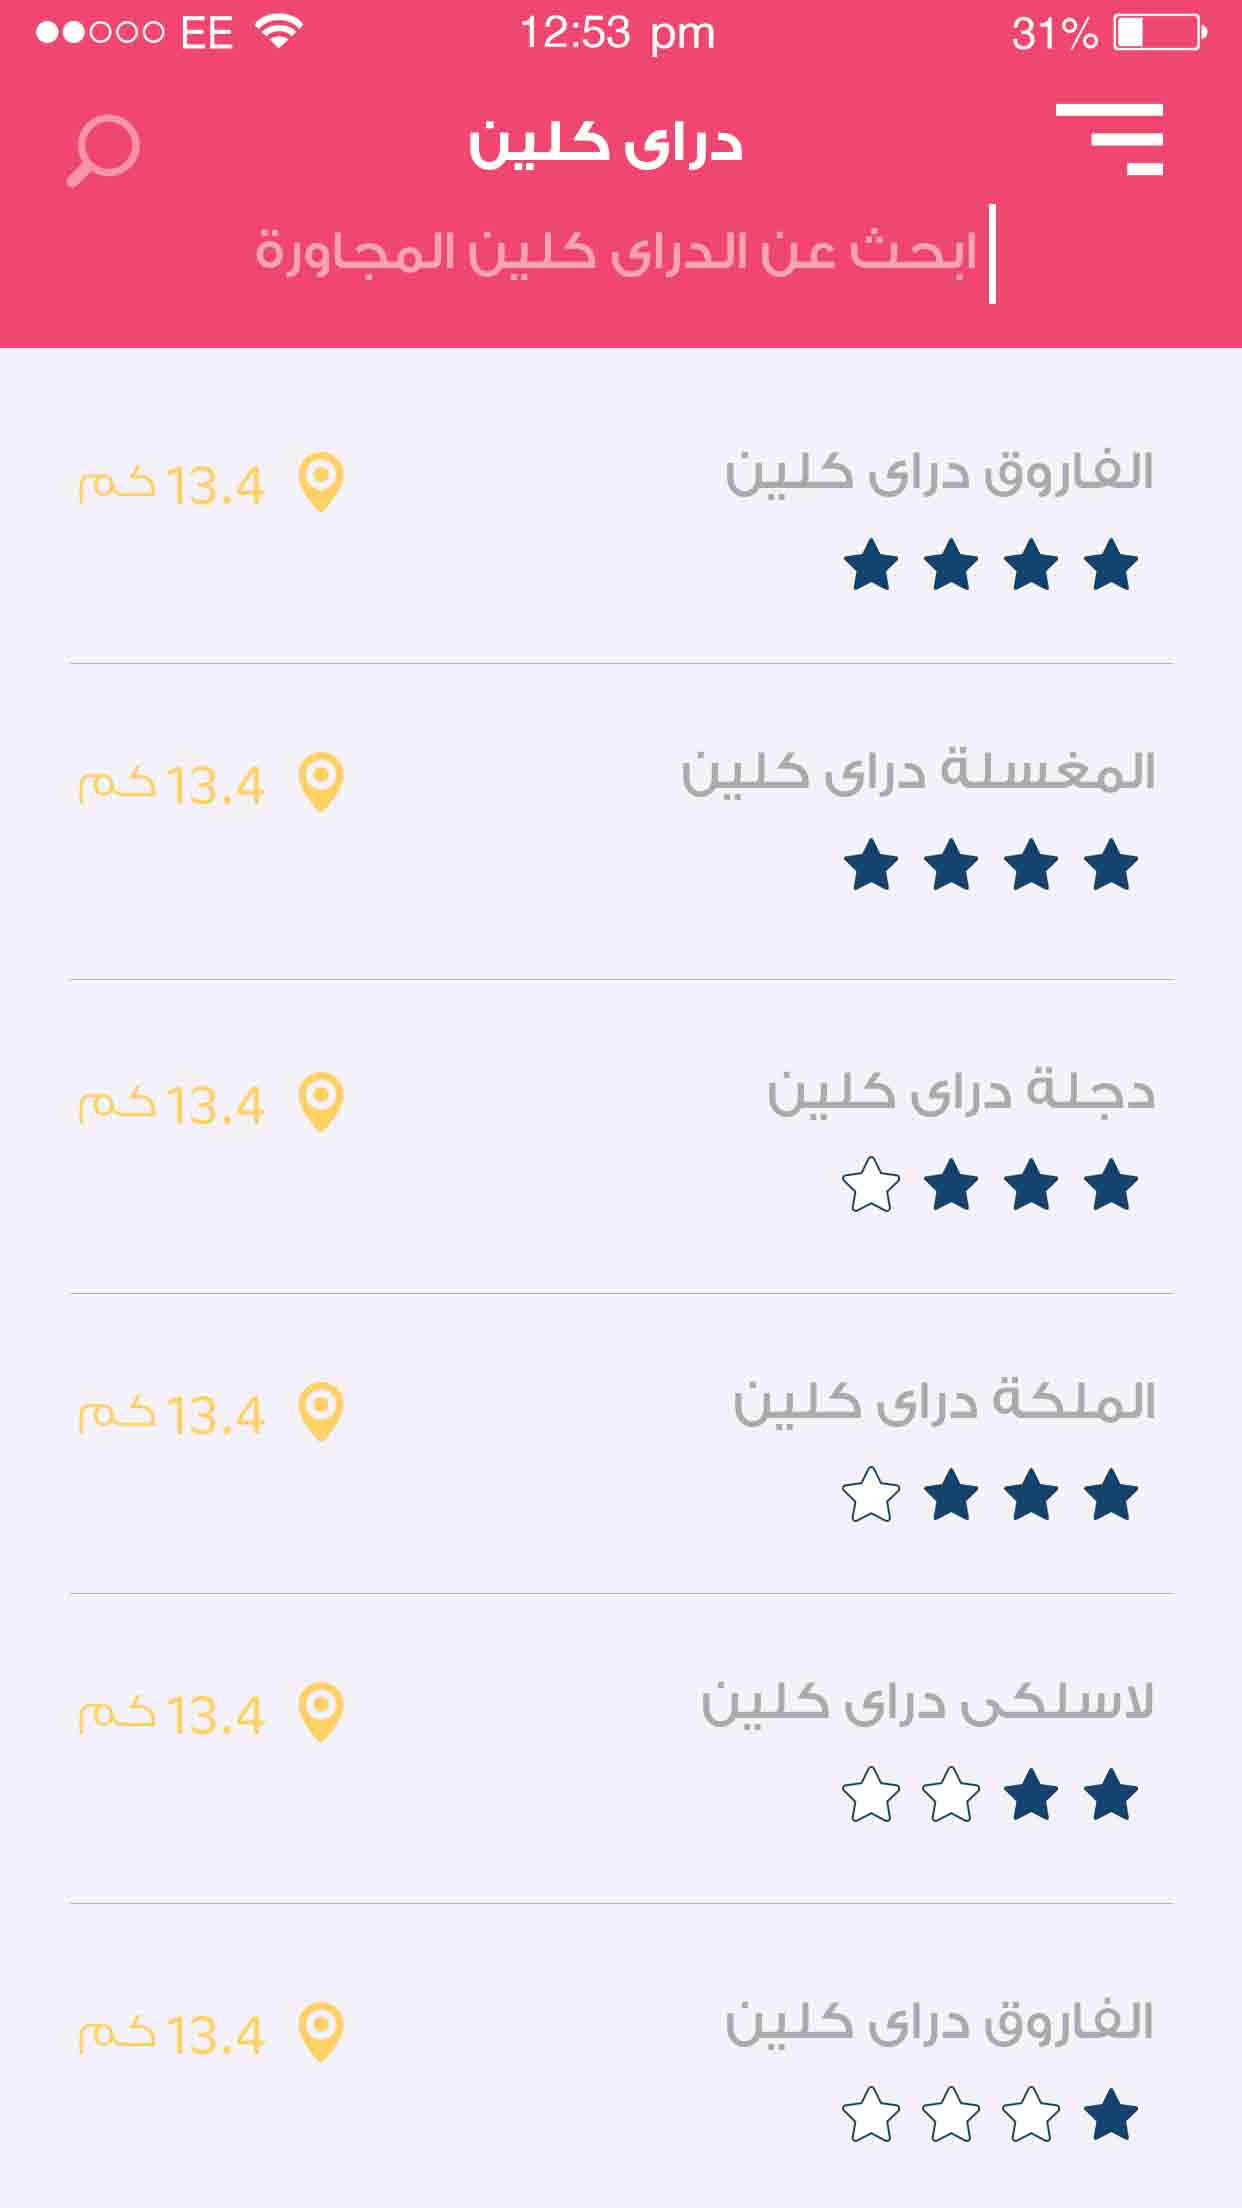 EE 12:53 pm 31%
دراى كلين
ابحث عن الدراى كلين المجاورة
الفاروق دراى كلين
13.4 كم
المغسلة دراى كلين
13.4 كم
دجلة دراى كلين
13.4 كم
الملكة دراى كلين
13.4 كم
لاسلكى دراى كلين
13.4 كم
الفاروق دراى كلين
13.4 كم